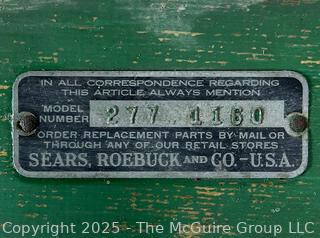 IN ALL CORRESPONDENCE REGARDING
THIS ARTICLE, ALWAYS MENTION
MODEL NUMBER 277 1160
ORDER REPLACEMENT PARTS BY MAIL OR
THROUGH ANY OF OUR RETAIL STORES
SEARS, ROEBUCK AND CO.-U.S.A.
Copyright 2025 - The McGuire Group LLC